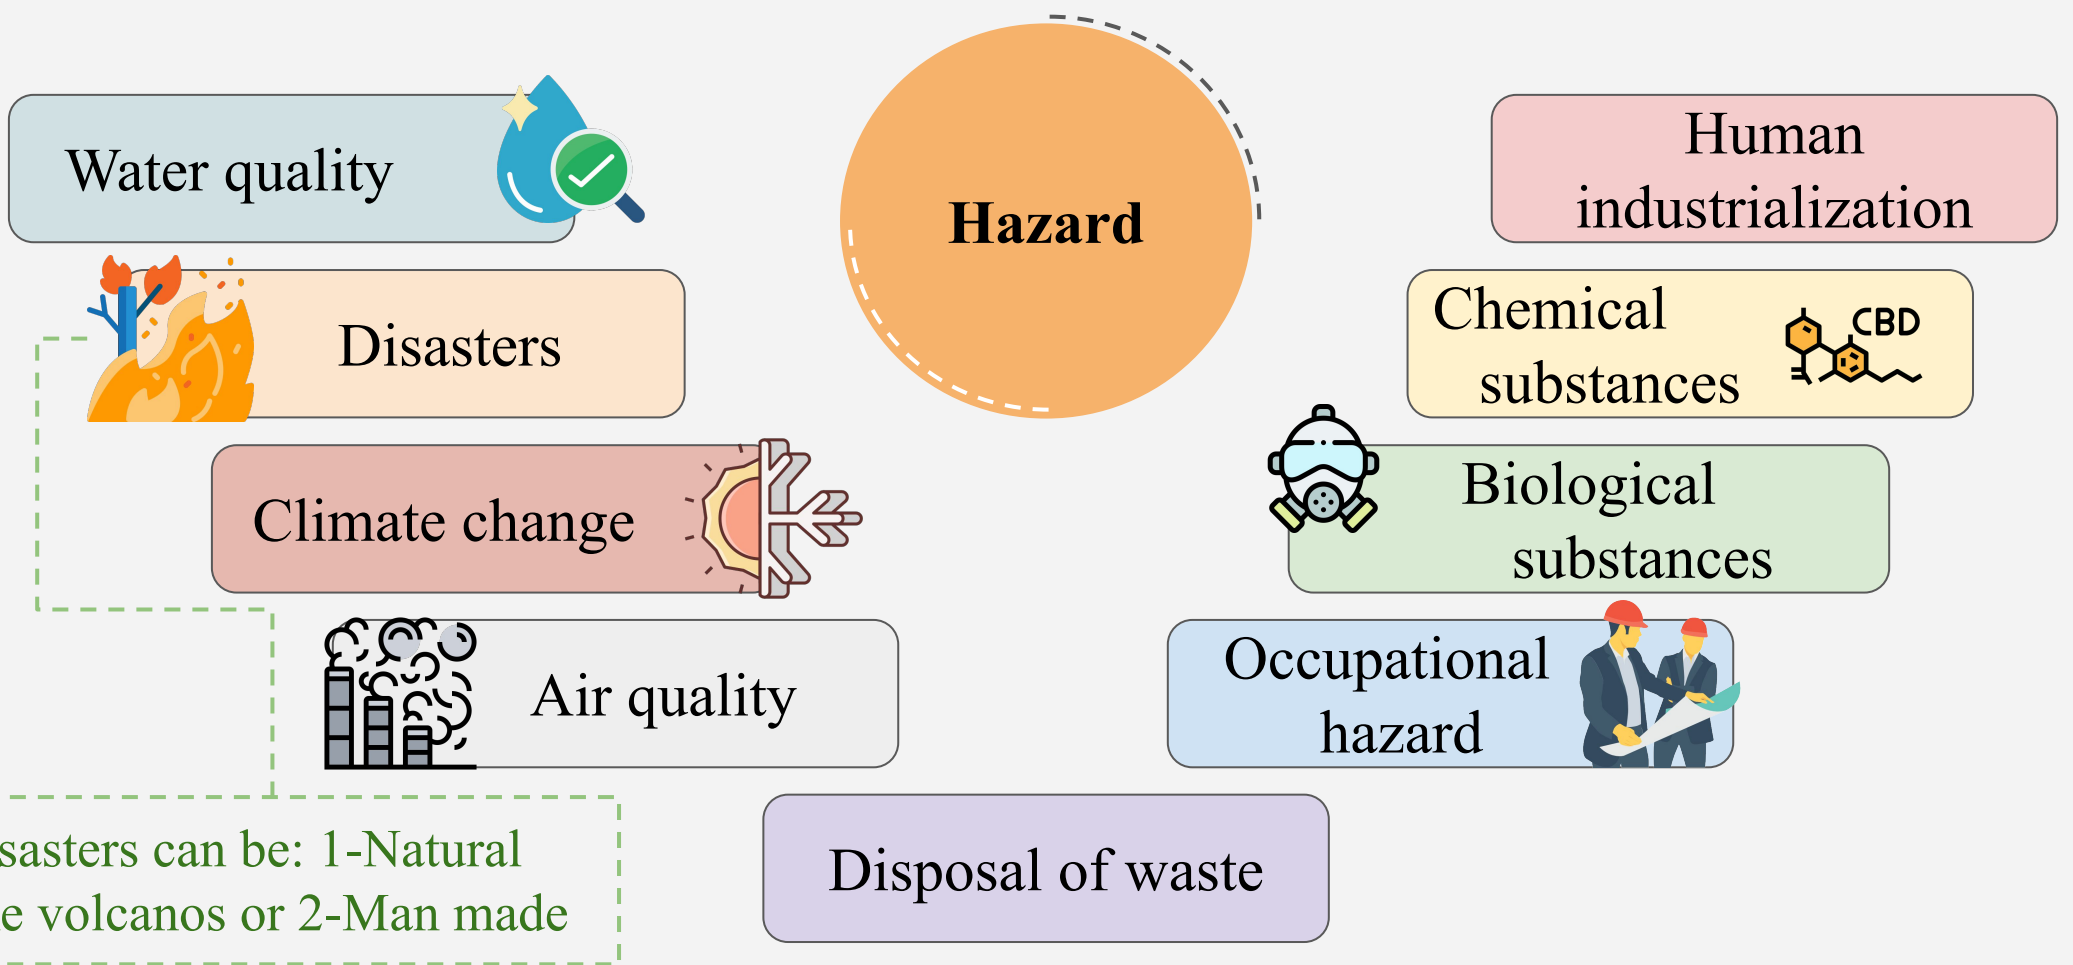 Hazard
Water quality
Disasters
Climate change
Air quality
sasters can be: 1-Natural
e volcanos or 2-Man made
Human
industrialization
Chemical
substances
CBD
Biological
substances
Occupational
hazard
Disposal of waste